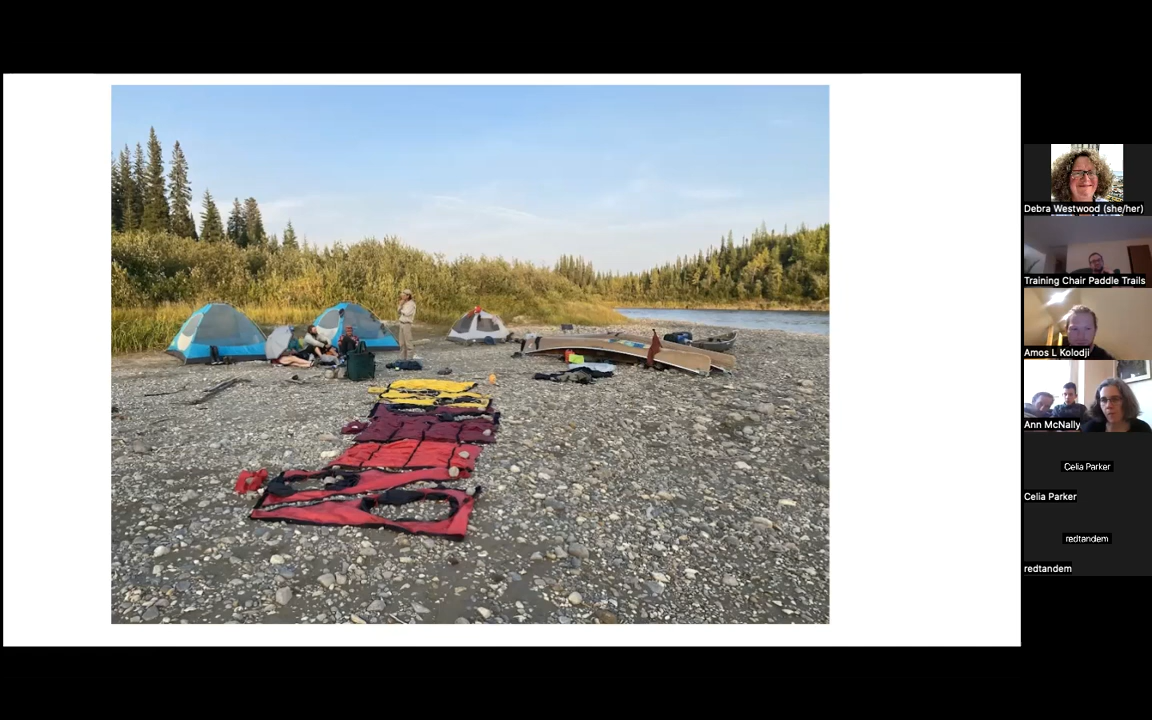 Debra Westwood (she/her)
Training Chair Paddle Trails
Amos L Kolodji
Ann McNally
Celia Parker
Celia Parker
redtandem
redtandem